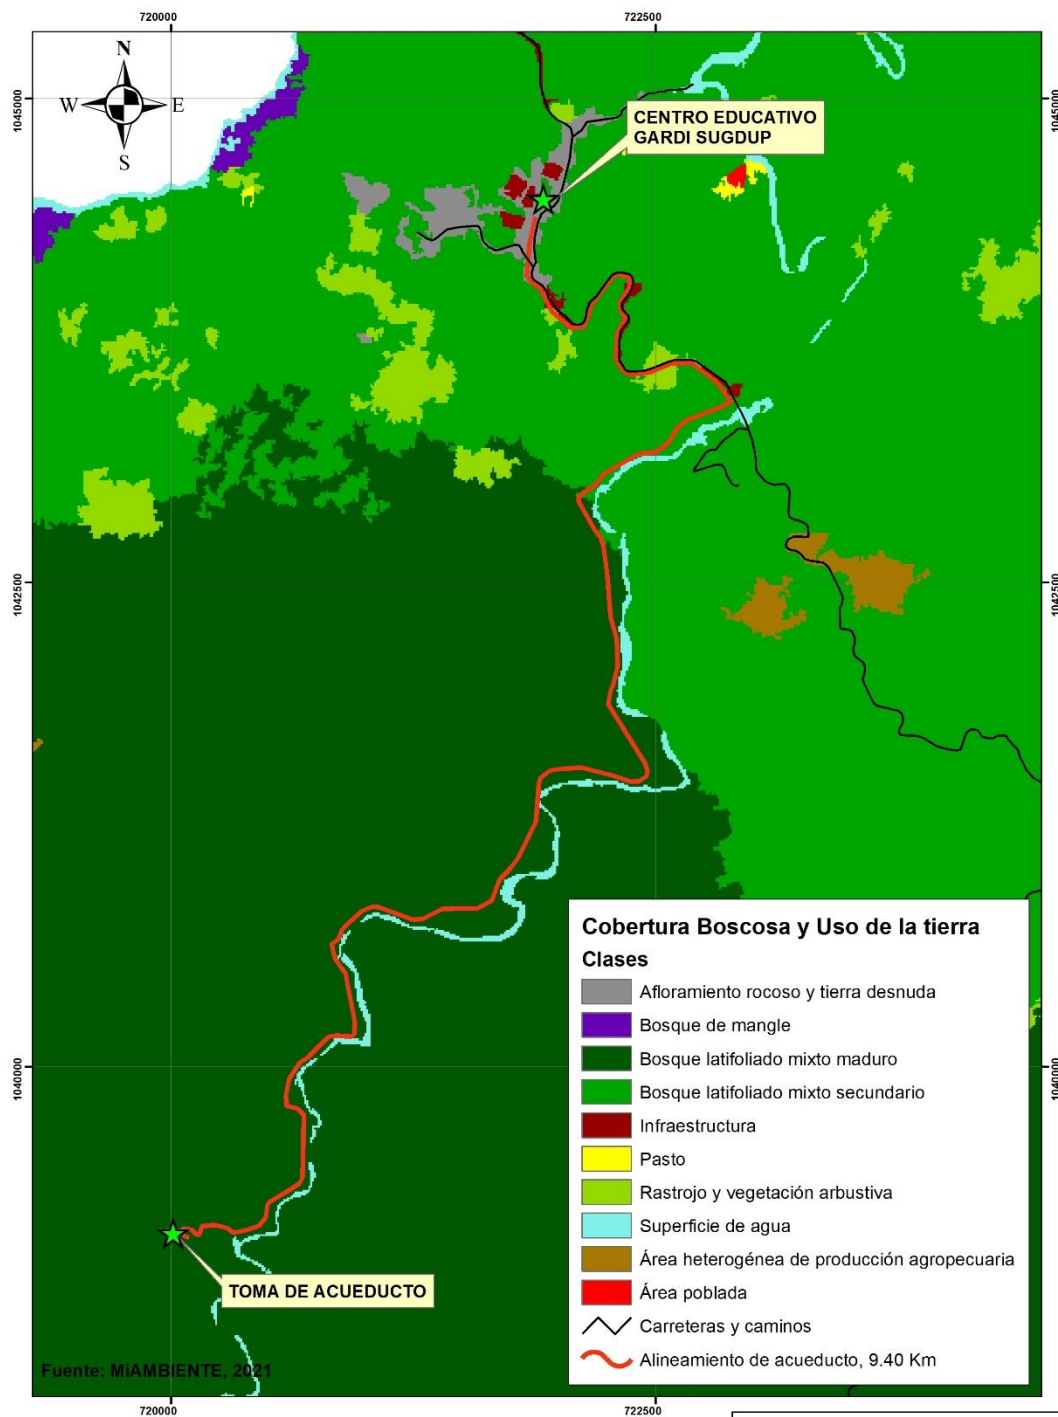 720000
722500
N
W
E
S
1045000
1045000
CENTRO EDUCATIVO
GARDI SUGDUP
1042500
1042500
Cobertura Boscosa y Uso de la tierra
Clases
Afloramiento rocoso y tierra desnuda
Bosque de mangle
Bosque latifoliado mixto maduro
Bosque latifoliado mixto secundario
Infraestructura
Pasto
Rastrojo y vegetación arbustiva
Superficie de agua
Área heterogénea de producción agropecuaria
Área poblada
Carreteras y caminos
Alineamiento de acueducto, 9.40 Km
1040000
1040000
TOMA DE ACUEDUCTO
Fuente: MiAMBIENTE, 2021
720000
722500